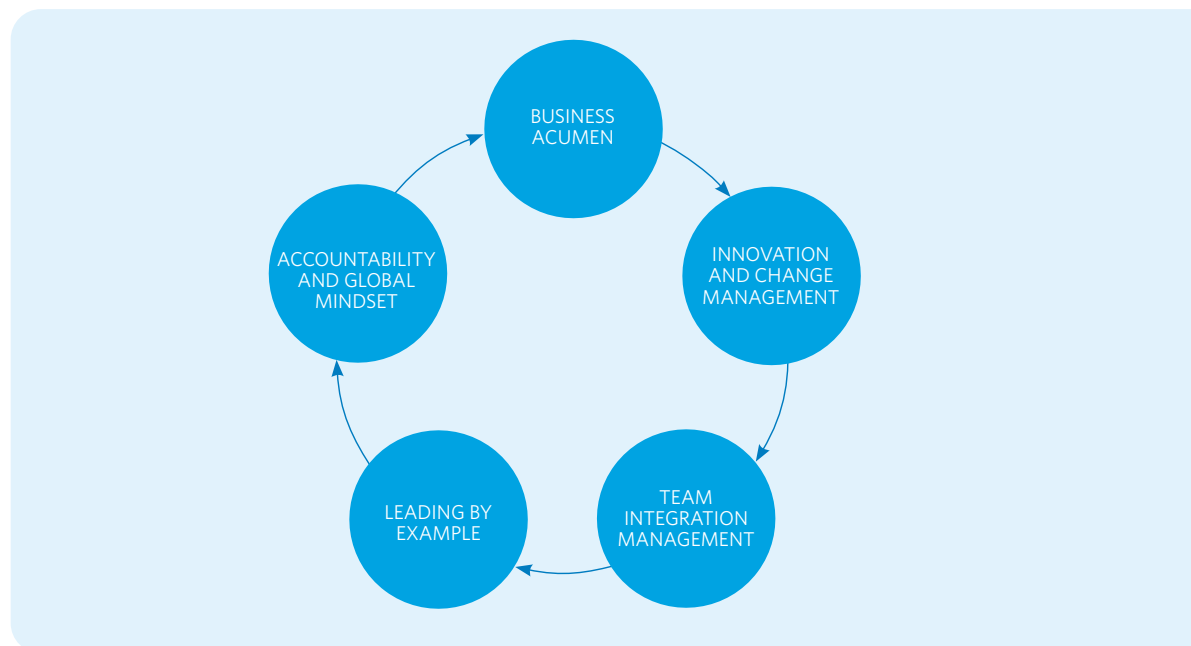 BUSINESS
ACUMEN
INNOVATION
AND CHANGE
MANAGEMENT
TEAM
INTEGRATION
MANAGEMENT
LEADING BY
EXAMPLE
ACCOUNTABILITY
AND GLOBAL
MINDSET